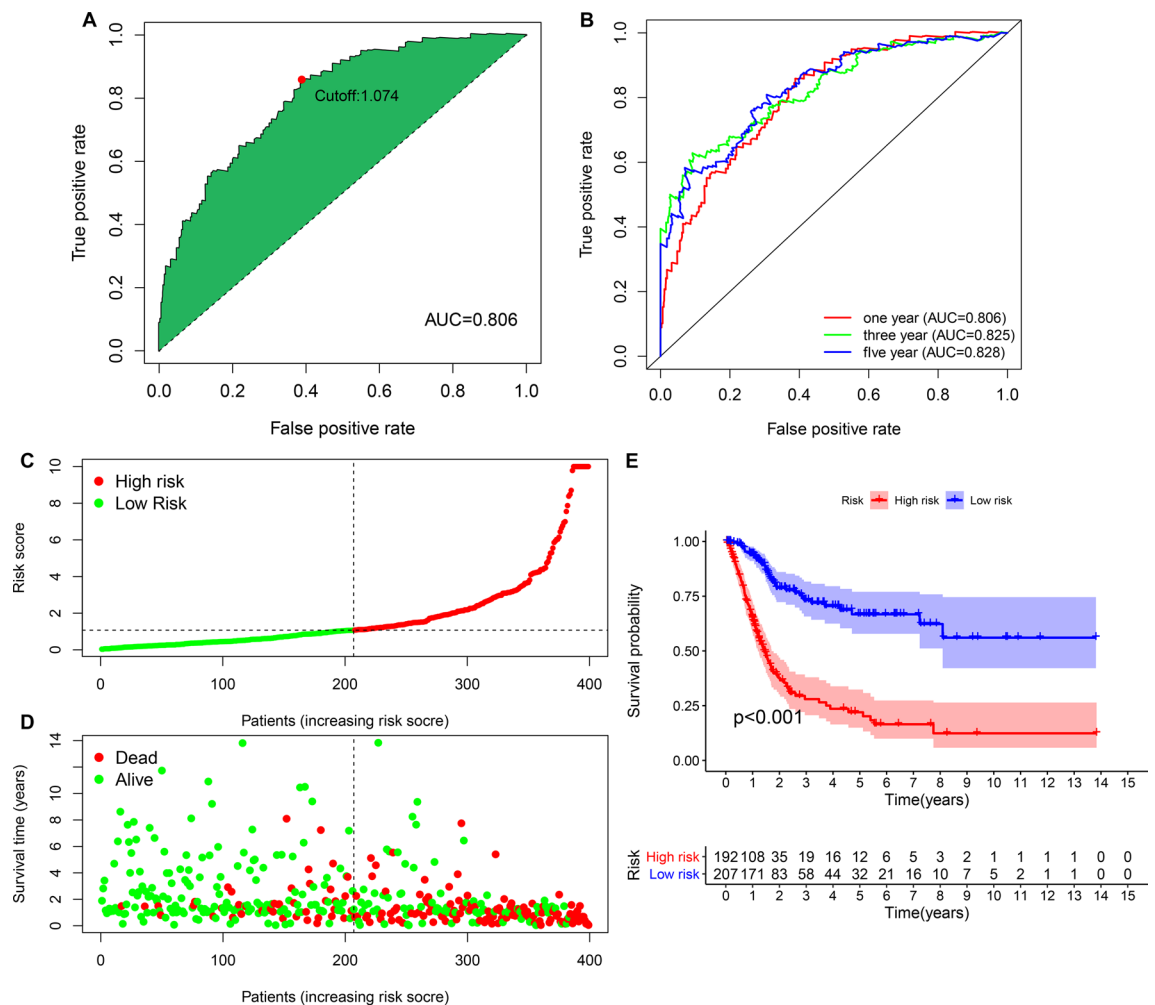 A
True positive rate
1.0
0.8
0.6
0.4
0.2
0.0
Cutoff:1.074
AUC=0.806
0.0 0.2 0.4 0.6 0.8 1.0
False positive rate
B
True positive rate
1.0
0.8
0.6
0.4
0.2
0.0
one year (AUC=0.806)
three year (AUC=0.825)
five year (AUC=0.828)
0.0 0.2 0.4 0.6 0.8 1.0
False positive rate
C
Risk score
10
8
6
4
2
0
High risk
Low Risk
0 100 200 300 400
Patients (increasing risk socre)
D
Survival time (years)
14
12
10
8
6
4
2
0
Dead
Alive
0 100 200 300 400
Patients (increasing risk socre)
E
Risk High risk Low risk
Survival probability
1.00
0.75
0.50
0.25
0.00
p<0.001
0 1 2 3 4 5 6 7 8 9 10 11 12 13 14 15
Time(years)
Risk
High risk 192 108 35 19 16 12 6 5 3 2 1 1 1 1 0 0
Low risk 207 171 83 58 44 32 21 16 10 7 5 2 1 1 0 0
0 1 2 3 4 5 6 7 8 9 10 11 12 13 14 15
Time(years)